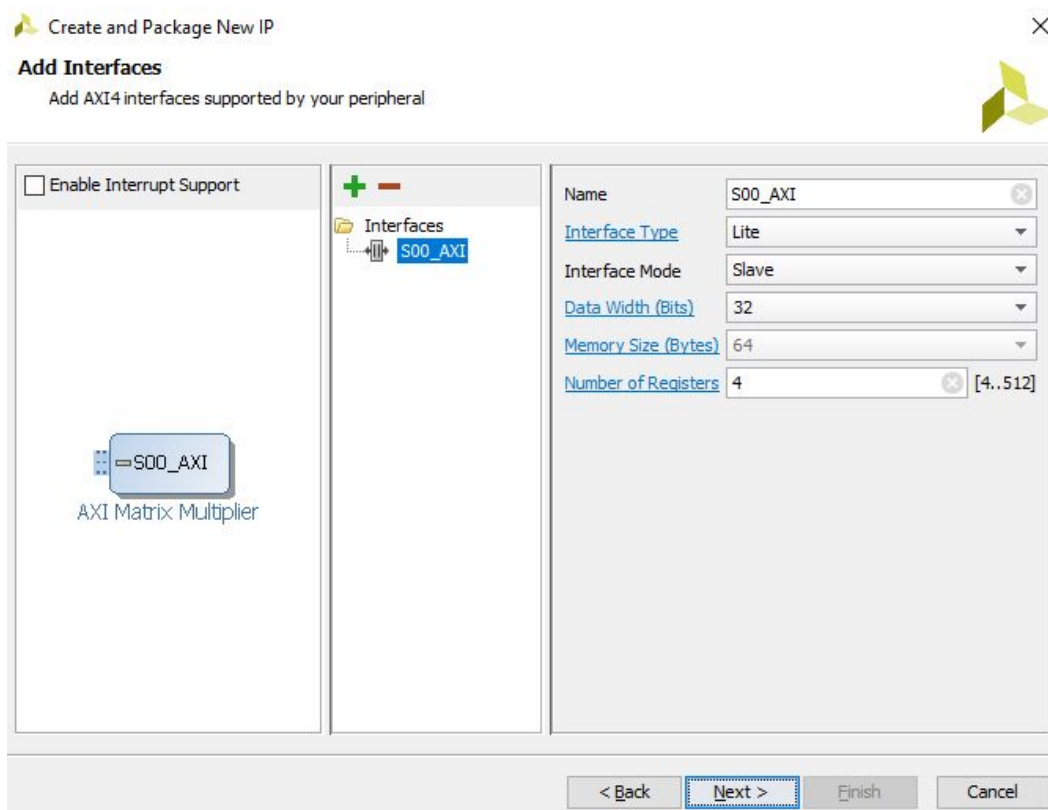 Create and Package New IP
Add Interfaces
Add AXI4 interfaces supported by your peripheral
Enable Interrupt Support
S00_AXI
AXI Matrix Multiplier
Interfaces
S00_AXI
Name S00_AXI
Interface Type Lite
Interface Mode Slave
Data Width (Bits) 32
Memory Size (Bytes) 64
Number of Registers 4 [4..512]
< Back Next > Finish Cancel